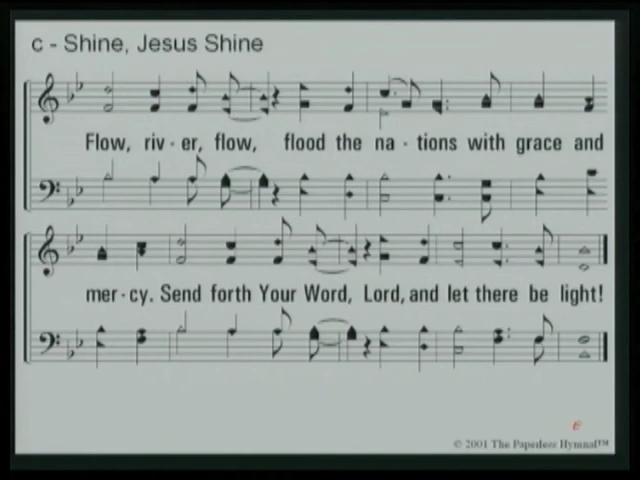 c - Shine, Jesus Shine
Flow, riv - er, flow, flood the na - tions with grace and
mer - cy. Send forth Your Word, Lord, and let there be light!
e
© 2001 The Paperless Hymnal™